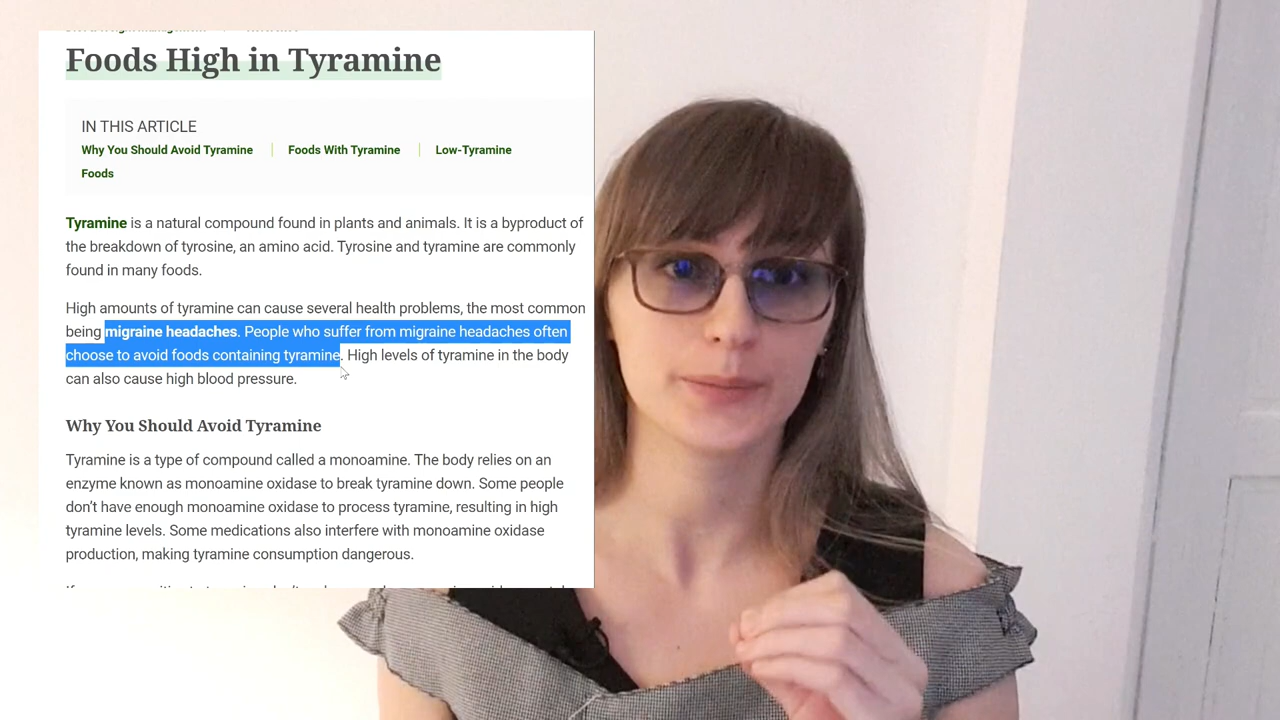 Foods High in Tyramine
IN THIS ARTICLE
Why You Should Avoid Tyramine | Foods With Tyramine | Low-Tyramine
Foods
Tyramine is a natural compound found in plants and animals. It is a byproduct of
the breakdown of tyrosine, an amino acid. Tyrosine and tyramine are commonly
found in many foods.
High amounts of tyramine can cause several health problems, the most common
being migraine headaches. People who suffer from migraine headaches often
choose to avoid foods containing tyramine. High levels of tyramine in the body
can also cause high blood pressure.
Why You Should Avoid Tyramine
Tyramine is a type of compound called a monoamine. The body relies on an
enzyme known as monoamine oxidase to break tyramine down. Some people
don’t have enough monoamine oxidase to process tyramine, resulting in high
tyramine levels. Some medications also interfere with monoamine oxidase
production, making tyramine consumption dangerous.